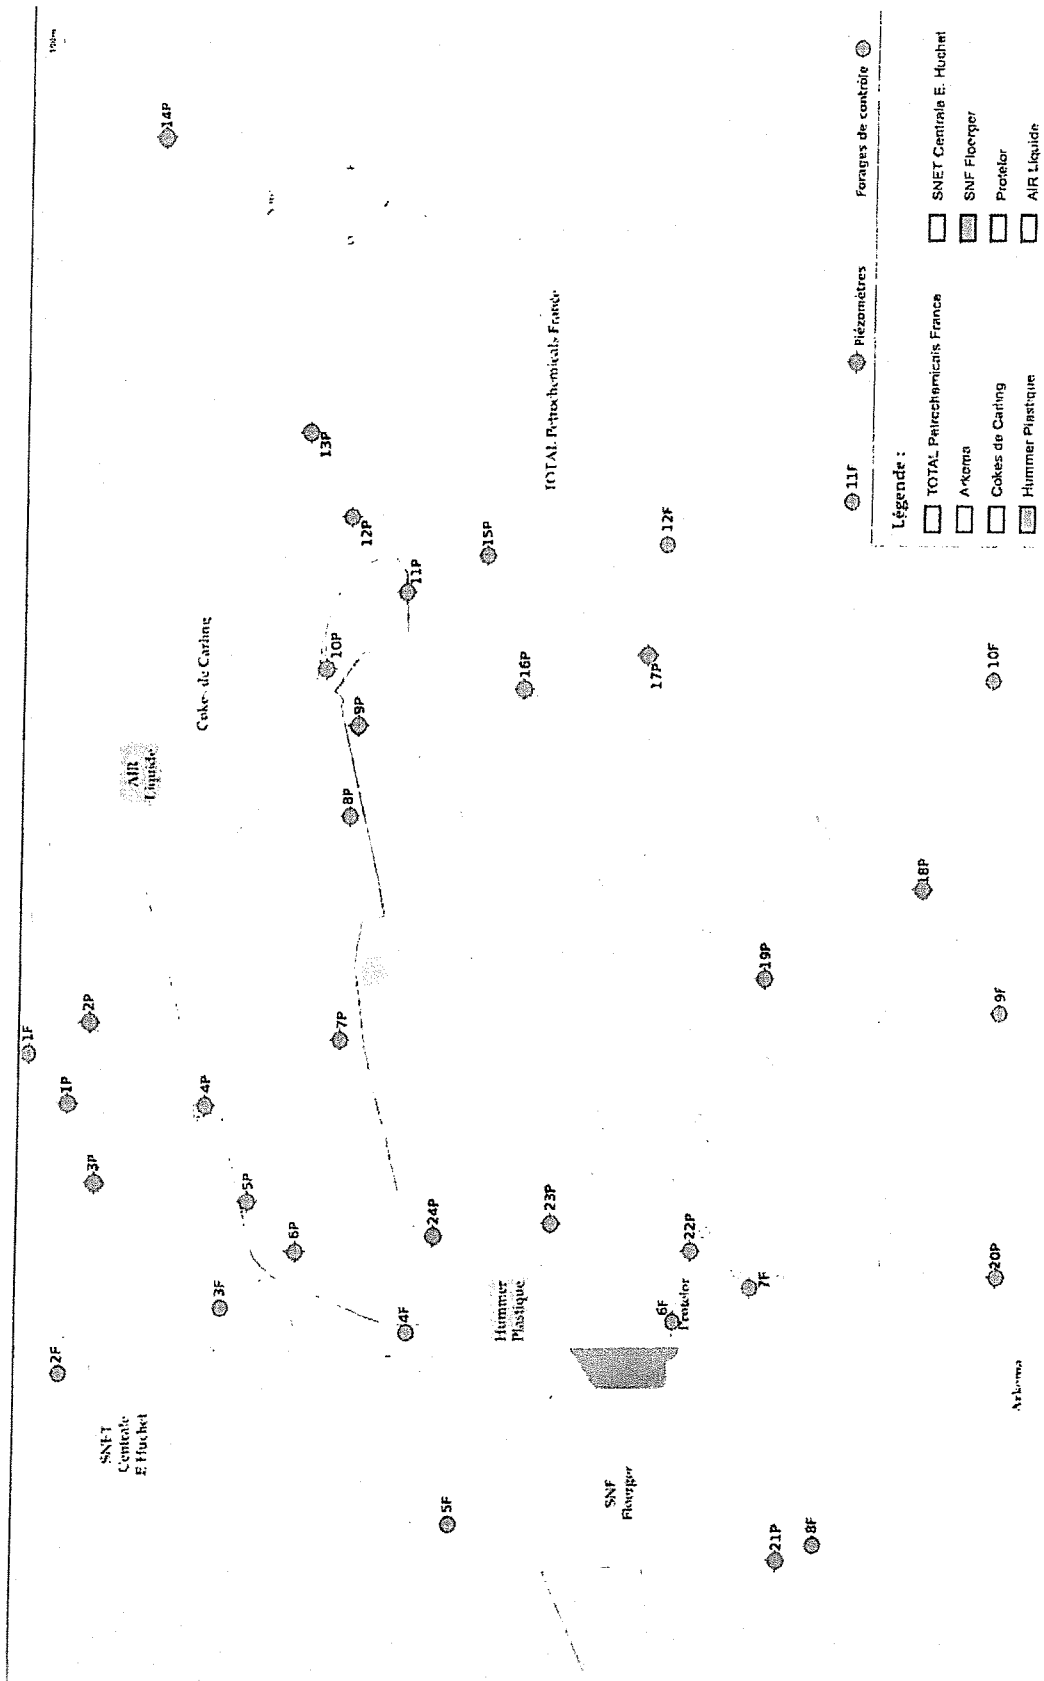 100m
14P
13P
12P
11P
10P
9P
8P
7P
15P
16P
17P
12F
11F
10F
18P
19P
9F
1F
2P
1P
3P
4P
5P
6P
3F
2F
4F
24P
23P
22P
7F
6F
20P
5F
21P
8F
Cokes de Carling
AIR
Liquide
TOTAL Petrochemicals France
SNET
Centrale
E Huchet
Hummer
Plastique
Protelor
SNF
Floerger
Arkema
Piézomètres
Forages de contrôle
Légende :
TOTAL Petrochemicals France
Arkema
Cokes de Carling
Hummer Plastique
SNET Centrale E. Huchet
SNF Floerger
Protelor
AIR Liquide